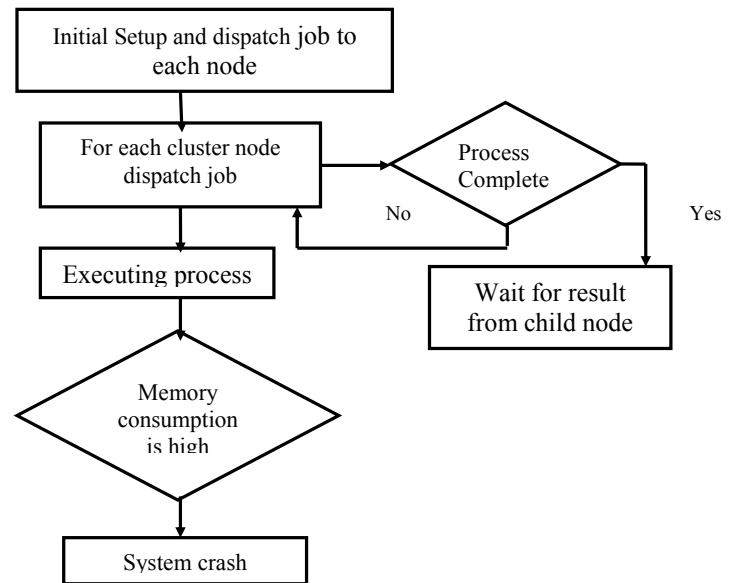 Initial Setup and dispatch job to
each node
For each cluster node
dispatch job
Process
Complete
No
Yes
Executing process
Wait for result
from child node
Memory
consumption
is high
System crash